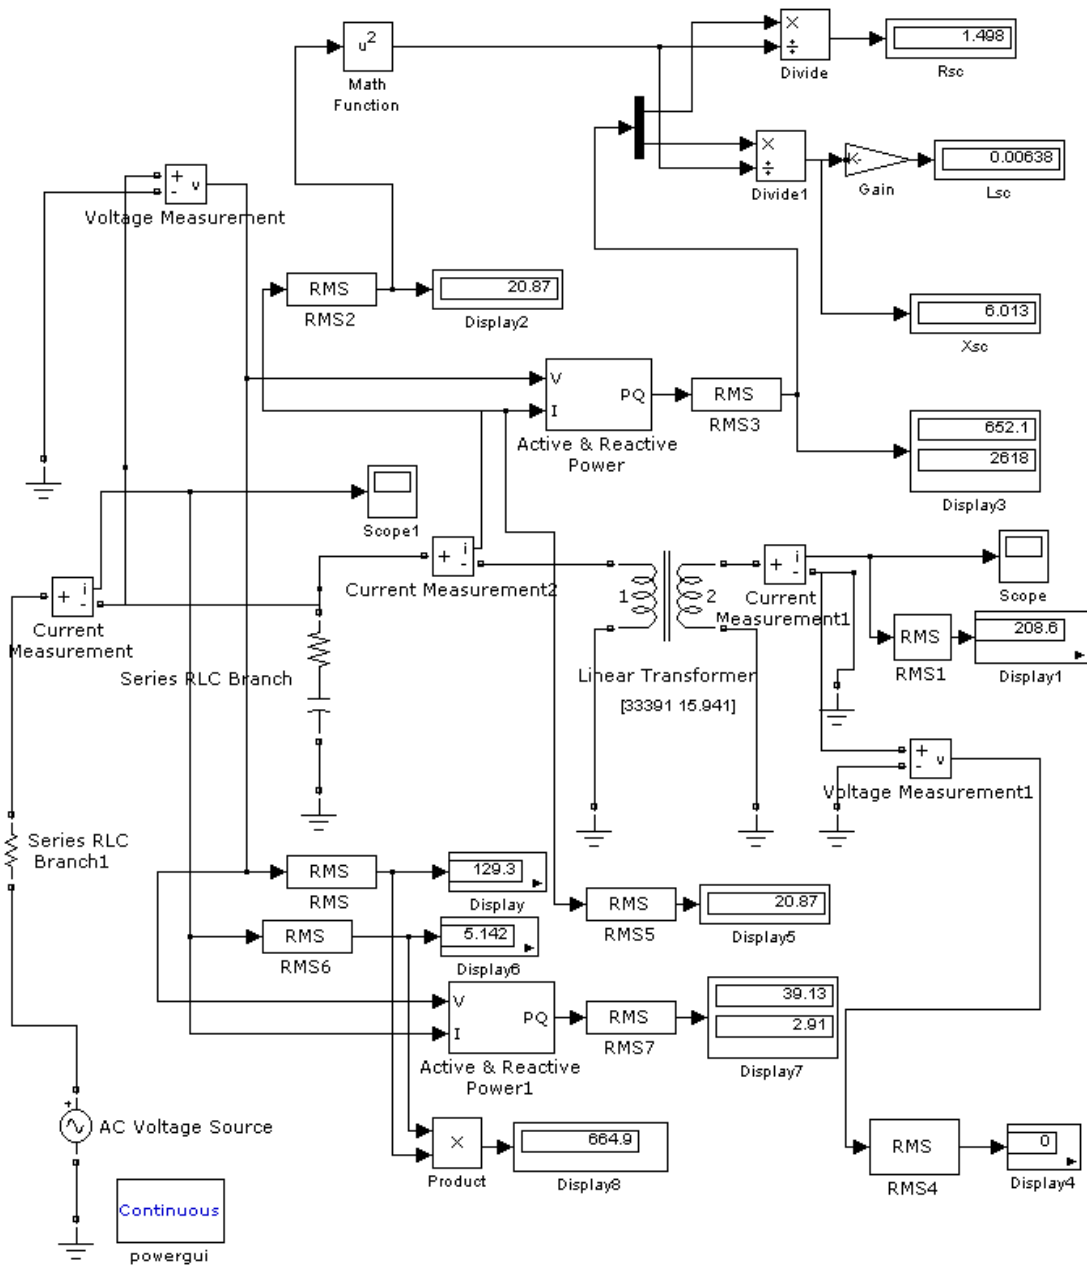 u²
Math
Function
×
÷
Divide
1.498
Rsc
×
÷
Divide1
K-
Gain
0.00638
Lsc
+
-
v
Voltage Measurement
RMS
RMS2
20.87
Display2
6.013
Xsc
V
I
PQ
Active & Reactive
Power
RMS
RMS3
652.1
2618
Display3
Scope1
+
i
-
Current
Measurement
+
i
-
Current Measurement2
1
2
Linear Transformer
[33391 15.941]
+
i
-
Current
Measurement1
Scope
RMS
RMS1
208.6
Display1
Series RLC Branch
+
-
v
Voltage Measurement1
Series RLC
Branch1
RMS
RMS
129.3
Display
RMS
RMS6
5.142
Display6
RMS
RMS5
20.87
Display5
V
I
PQ
Active & Reactive
Power1
RMS
RMS7
39.13
2.91
Display7
+
AC Voltage Source
×
Product
664.9
Display8
RMS
RMS4
0
Display4
Continuous
powergui